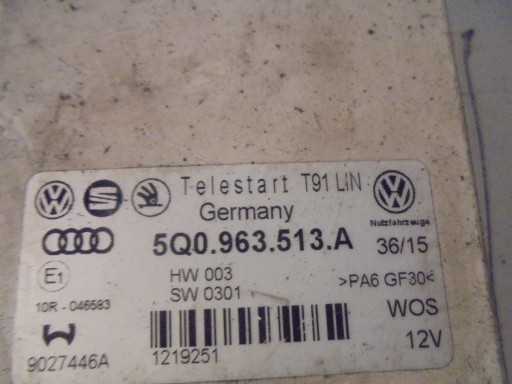 Telestart T91 LIN
Germany
Nutzfahrzeuge
5Q0.963.513.A 36/15
E1 HW 003 >PA6 GF30<
SW 0301
10R - 046583 WOS
12V
9027446A 1219251